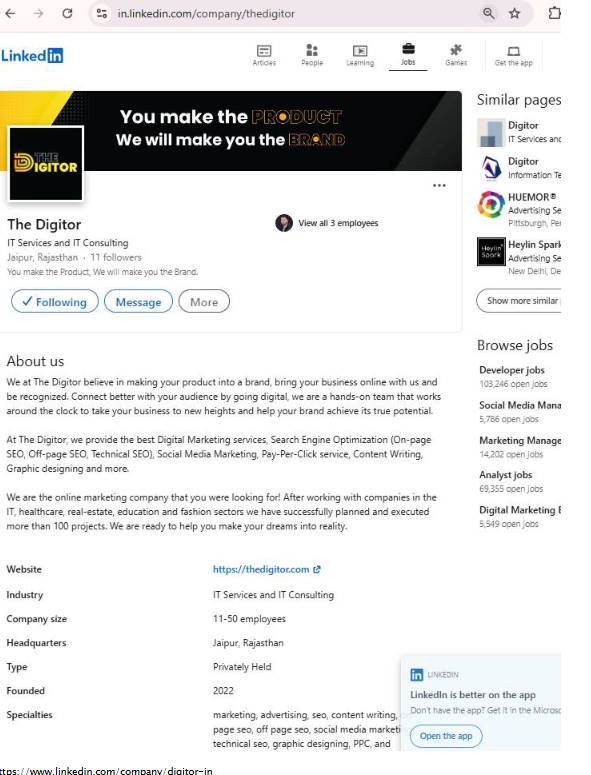 in.linkedin.com/company/thedigitor
Linkedin
Articles
People
Learning
Jobs
Games
Get the app
You make the PRODUCT
We will make you the BRAND
THE
DIGITOR
The Digitor
IT Services and IT Consulting
Jaipur, Rajasthan · 11 followers
You make the Product, We will make you the Brand.
View all 3 employees
✓ Following
Message
More
About us
We at The Digitor believe in making your product into a brand, bring your business online with us and
be recognized. Connect better with your audience by going digital, we are a hands-on team that works
around the clock to take your business to new heights and help your brand achieve its true potential.
At The Digitor, we provide the best Digital Marketing services, Search Engine Optimization (On-page
SEO, Off-page SEO, Technical SEO), Social Media Marketing, Pay-Per-Click service, Content Writing,
Graphic designing and more.
We are the online marketing company that you were looking for! After working with companies in the
IT, healthcare, real-estate, education and fashion sectors we have successfully planned and executed
more than 100 projects. We are ready to help you make your dreams into reality.
Website
https://thedigitor.com
Industry
IT Services and IT Consulting
Company size
11-50 employees
Headquarters
Jaipur, Rajasthan
Type
Privately Held
Founded
2022
Specialties
marketing, advertising, seo, content writing,
page seo, off page seo, social media marketi
technical seo, graphic designing, PPC, and
Similar pages
Digitor
IT Services and
Digitor
Information Te
HUEMOR®
Advertising Se
Pittsburgh, Per
Heylin'
Spark
Heylin Spark
Advertising Se
New Delhi, De
Show more similar
Browse jobs
Developer jobs
103,246 open jobs
Social Media Mana
5,786 open jobs
Marketing Manage
14,202 open jobs
Analyst jobs
69,355 open jobs
Digital Marketing E
5,549 open jobs
in LINKEDIN
LinkedIn is better on the app
Don't have the app? Get it in the Microso
Open the app
ttps://www.linkedin.com/company/digitor-in